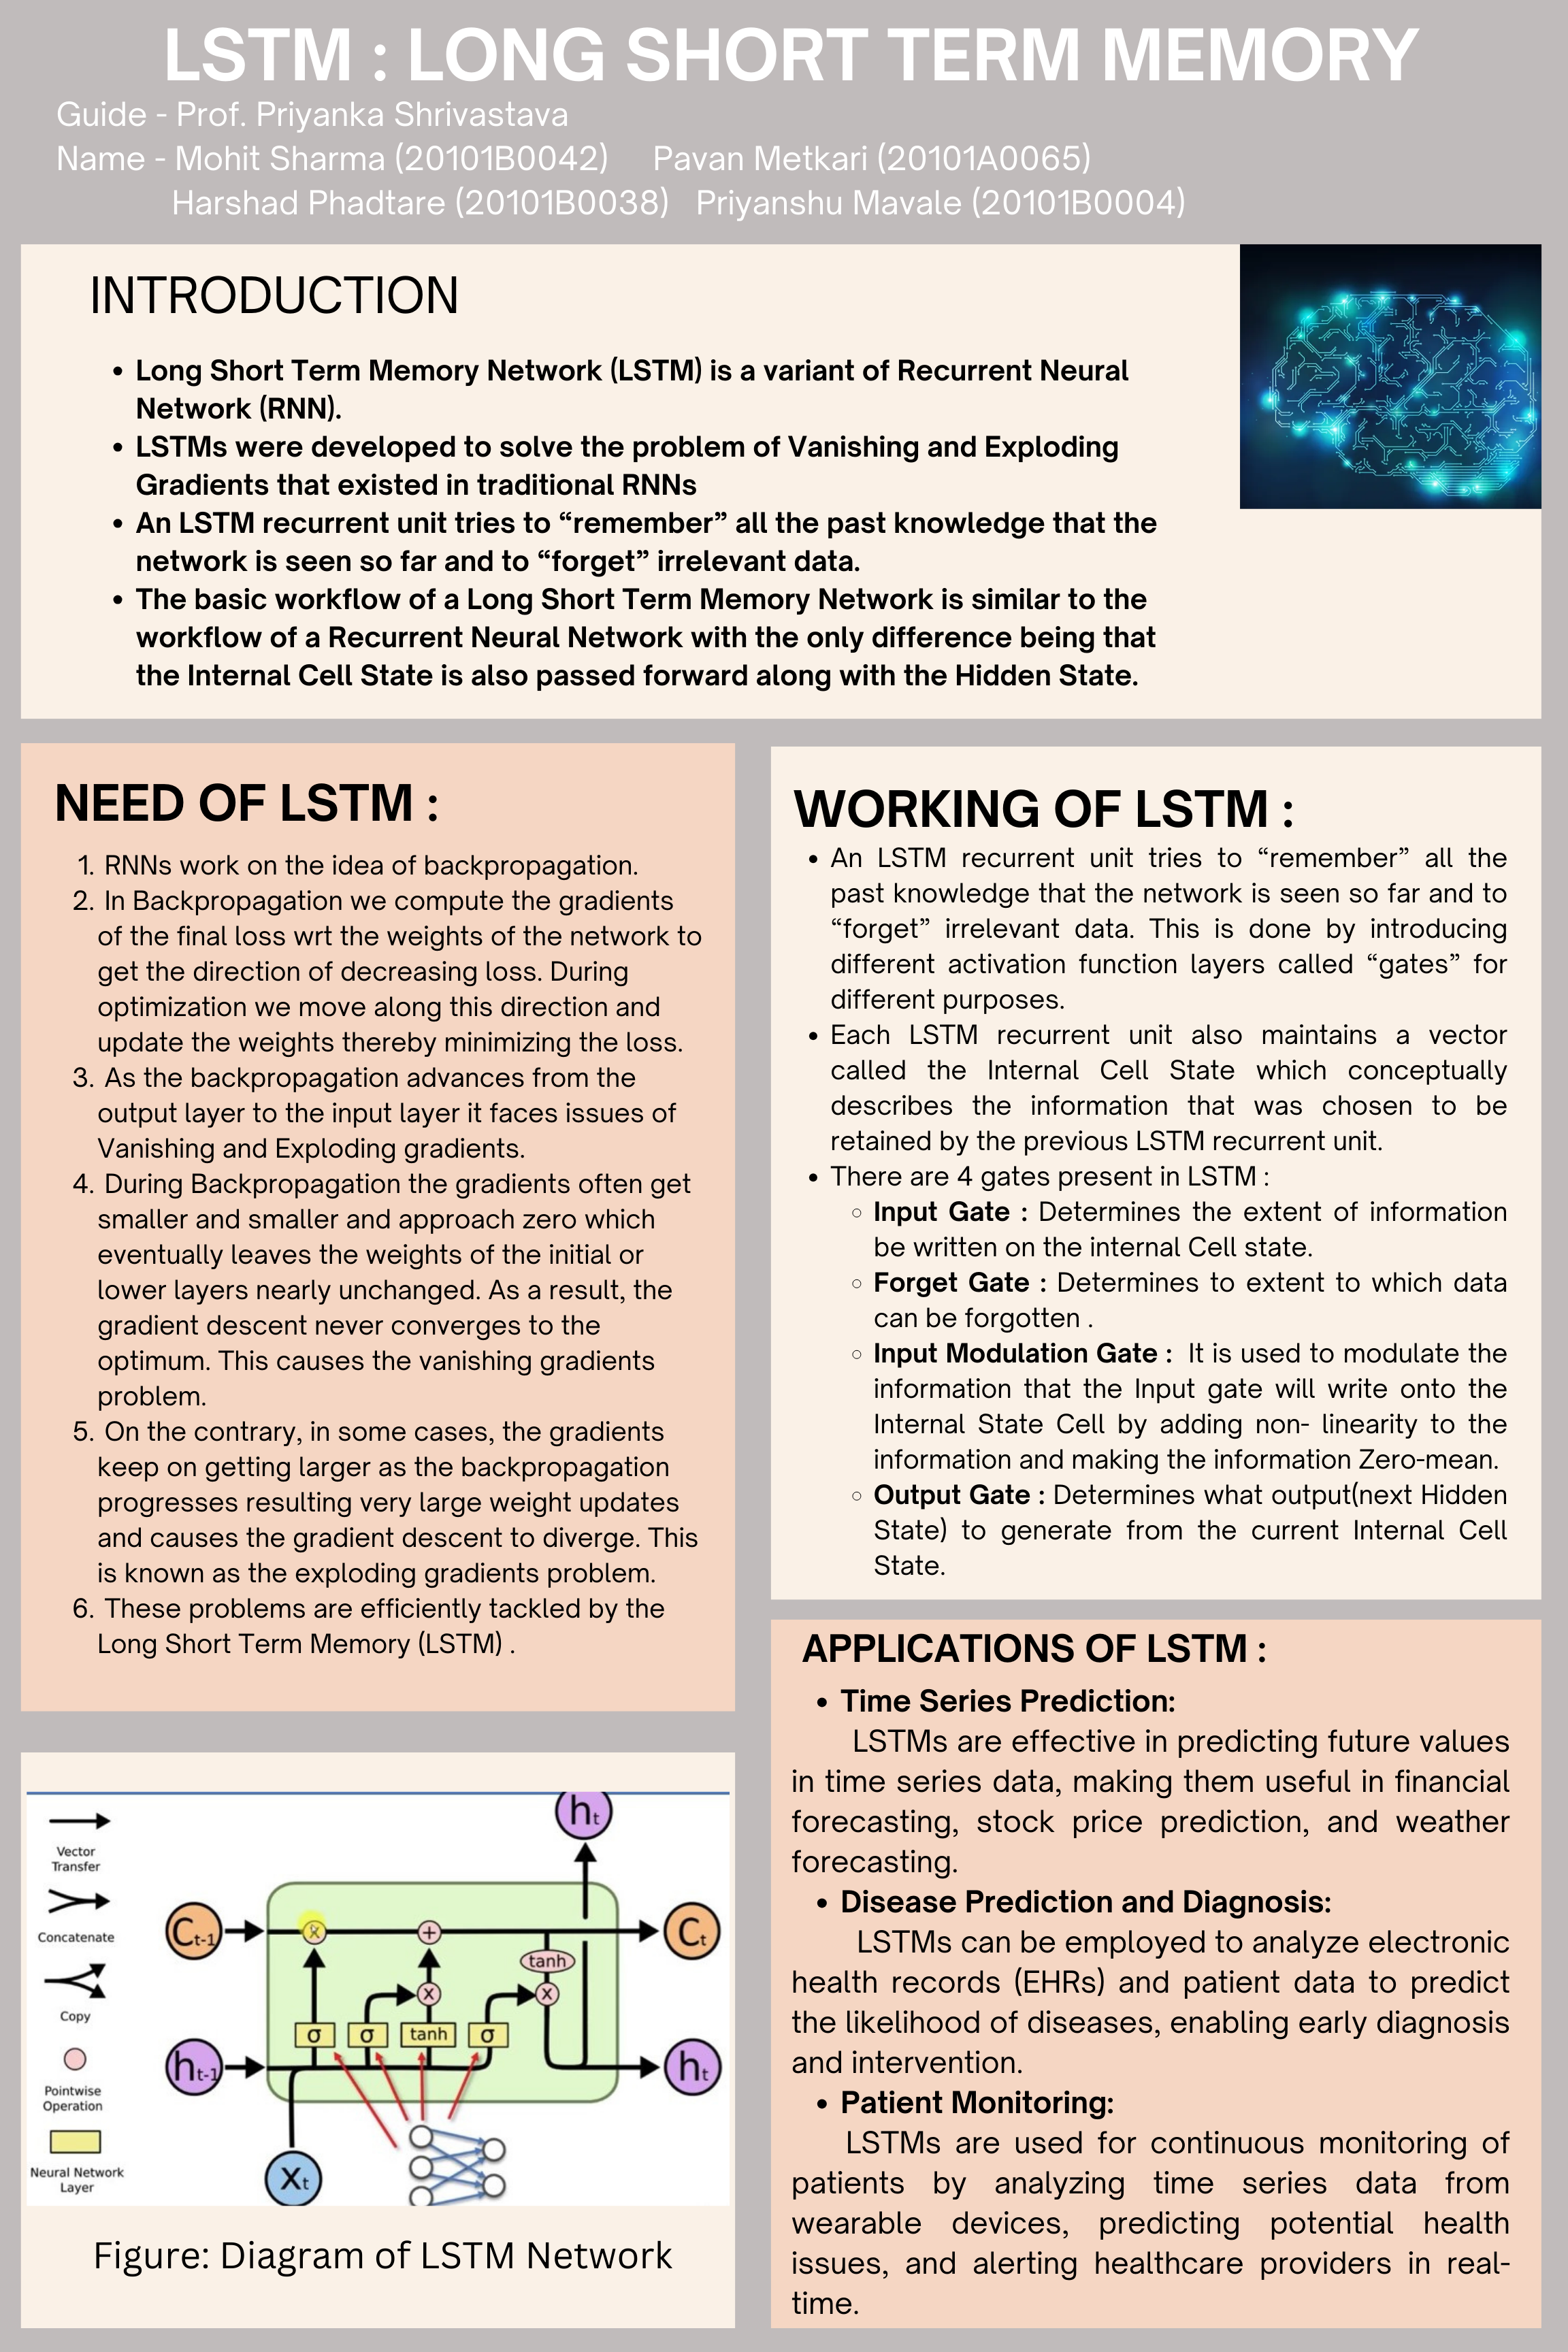 LSTM : LONG SHORT TERM MEMORY
Guide - Prof. Priyanka Shrivastava
Name - Mohit Sharma (20101B0042) Pavan Metkari (20101A0065)
Harshad Phadtare (20101B0038) Priyanshu Mavale (20101B0004)
INTRODUCTION
• Long Short Term Memory Network (LSTM) is a variant of Recurrent Neural
Network (RNN).
• LSTMs were developed to solve the problem of Vanishing and Exploding
Gradients that existed in traditional RNNs
• An LSTM recurrent unit tries to “remember” all the past knowledge that the
network is seen so far and to “forget” irrelevant data.
• The basic workflow of a Long Short Term Memory Network is similar to the
workflow of a Recurrent Neural Network with the only difference being that
the Internal Cell State is also passed forward along with the Hidden State.
NEED OF LSTM :
1. RNNs work on the idea of backpropagation.
2. In Backpropagation we compute the gradients
of the final loss wrt the weights of the network to
get the direction of decreasing loss. During
optimization we move along this direction and
update the weights thereby minimizing the loss.
3. As the backpropagation advances from the
output layer to the input layer it faces issues of
Vanishing and Exploding gradients.
4. During Backpropagation the gradients often get
smaller and smaller and approach zero which
eventually leaves the weights of the initial or
lower layers nearly unchanged. As a result, the
gradient descent never converges to the
optimum. This causes the vanishing gradients
problem.
5. On the contrary, in some cases, the gradients
keep on getting larger as the backpropagation
progresses resulting very large weight updates
and causes the gradient descent to diverge. This
is known as the exploding gradients problem.
6. These problems are efficiently tackled by the
Long Short Term Memory (LSTM) .
WORKING OF LSTM :
• An LSTM recurrent unit tries to “remember” all the
past knowledge that the network is seen so far and to
“forget” irrelevant data. This is done by introducing
different activation function layers called “gates” for
different purposes.
• Each LSTM recurrent unit also maintains a vector
called the Internal Cell State which conceptually
describes the information that was chosen to be
retained by the previous LSTM recurrent unit.
• There are 4 gates present in LSTM :
◦ Input Gate : Determines the extent of information
be written on the internal Cell state.
◦ Forget Gate : Determines to extent to which data
can be forgotten .
◦ Input Modulation Gate : It is used to modulate the
information that the Input gate will write onto the
Internal State Cell by adding non- linearity to the
information and making the information Zero-mean.
◦ Output Gate : Determines what output(next Hidden
State) to generate from the current Internal Cell
State.
APPLICATIONS OF LSTM :
• Time Series Prediction:
LSTMs are effective in predicting future values
in time series data, making them useful in financial
forecasting, stock price prediction, and weather
forecasting.
• Disease Prediction and Diagnosis:
LSTMs can be employed to analyze electronic
health records (EHRs) and patient data to predict
the likelihood of diseases, enabling early diagnosis
and intervention.
• Patient Monitoring:
LSTMs are used for continuous monitoring of
patients by analyzing time series data from
wearable devices, predicting potential health
issues, and alerting healthcare providers in real-
time.
Vector
Transfer
Concatenate
Copy
Pointwise
Operation
Neural Network
Layer
ht
Ct-1 x + Ct
tanh
x x
σ σ tanh σ
ht-1 ht
Xt
Figure: Diagram of LSTM Network